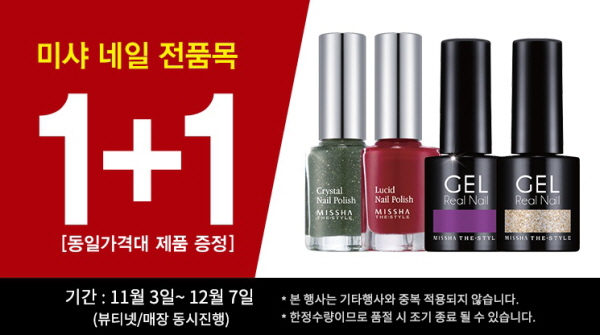 미샤 네일 전품목
1+1
[동일가격대 제품 증정]
Crystal
Nail Polish
MISSHA
THE·STYLE
Lucid
Nail Polish
MISSHA
THE·STYLE
GEL
Real Nail
MISSHA THE·STYLE
GEL
Real Nail
MISSHA THE·STYLE
기간 : 11월 3일~ 12월 7일
(뷰티넷/매장 동시진행)
* 본 행사는 기타행사와 중복 적용되지 않습니다.
* 한정수량이므로 품절 시 조기 종료 될 수 있습니다.